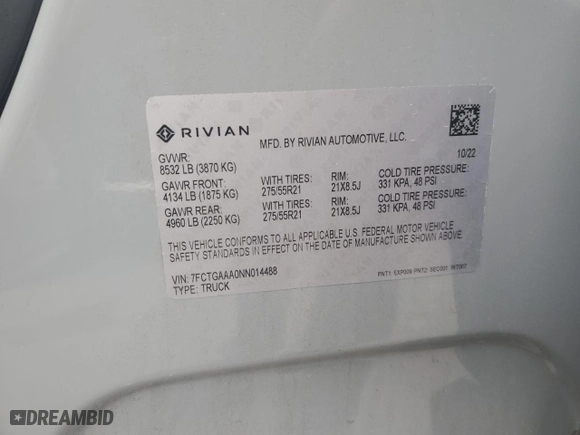 RIVIAN
MFD. BY RIVIAN AUTOMOTIVE, LLC.
GVWR:
8532 LB (3870 KG)
10/22
GAWR FRONT: WITH TIRES: RIM: COLD TIRE PRESSURE:
4134 LB (1875 KG) 275/55R21 21X8.5J 331 KPA, 48 PSI
GAWR REAR: WITH TIRES: RIM: COLD TIRE PRESSURE:
4960 LB (2250 KG) 275/55R21 21X8.5J 331 KPA, 48 PSI
THIS VEHICLE CONFORMS TO ALL APPLICABLE U.S. FEDERAL MOTOR VEHICLE
SAFETY STANDARDS IN EFFECT ON THE DATE OF MANUFACTURE SHOWN ABOVE.
VIN: 7FCTGAAA0NN014488
TYPE: TRUCK
DREAMBID